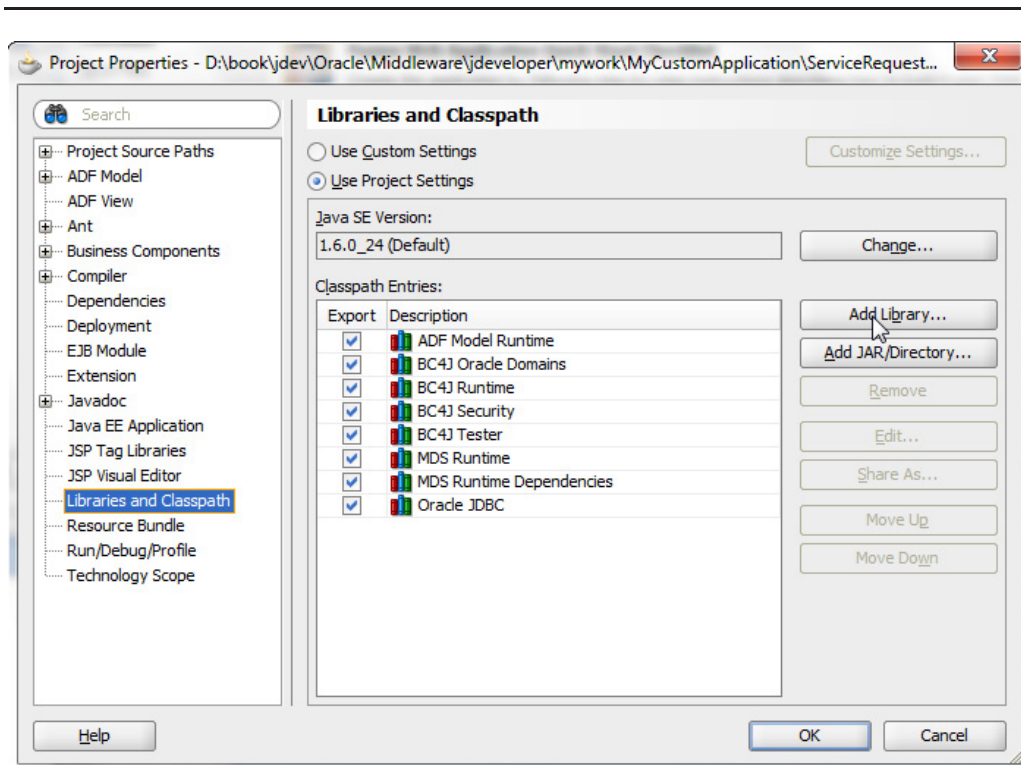 Project Properties - D:\book\jdev\Oracle\Middleware\jdeveloper\mywork\MyCustomApplication\ServiceRequest...
Search
Project Source Paths
ADF Model
ADF View
Ant
Business Components
Compiler
Dependencies
Deployment
EJB Module
Extension
Javadoc
Java EE Application
JSP Tag Libraries
JSP Visual Editor
Libraries and Classpath
Resource Bundle
Run/Debug/Profile
Technology Scope
Libraries and Classpath
Use Custom Settings
Customize Settings...
Use Project Settings
Java SE Version:
1.6.0_24 (Default)
Change...
Classpath Entries:
Export Description
ADF Model Runtime
BC4J Oracle Domains
BC4J Runtime
BC4J Security
BC4J Tester
MDS Runtime
MDS Runtime Dependencies
Oracle JDBC
Add Library...
Add JAR/Directory...
Remove
Edit...
Share As...
Move Up
Move Down
Help
OK
Cancel